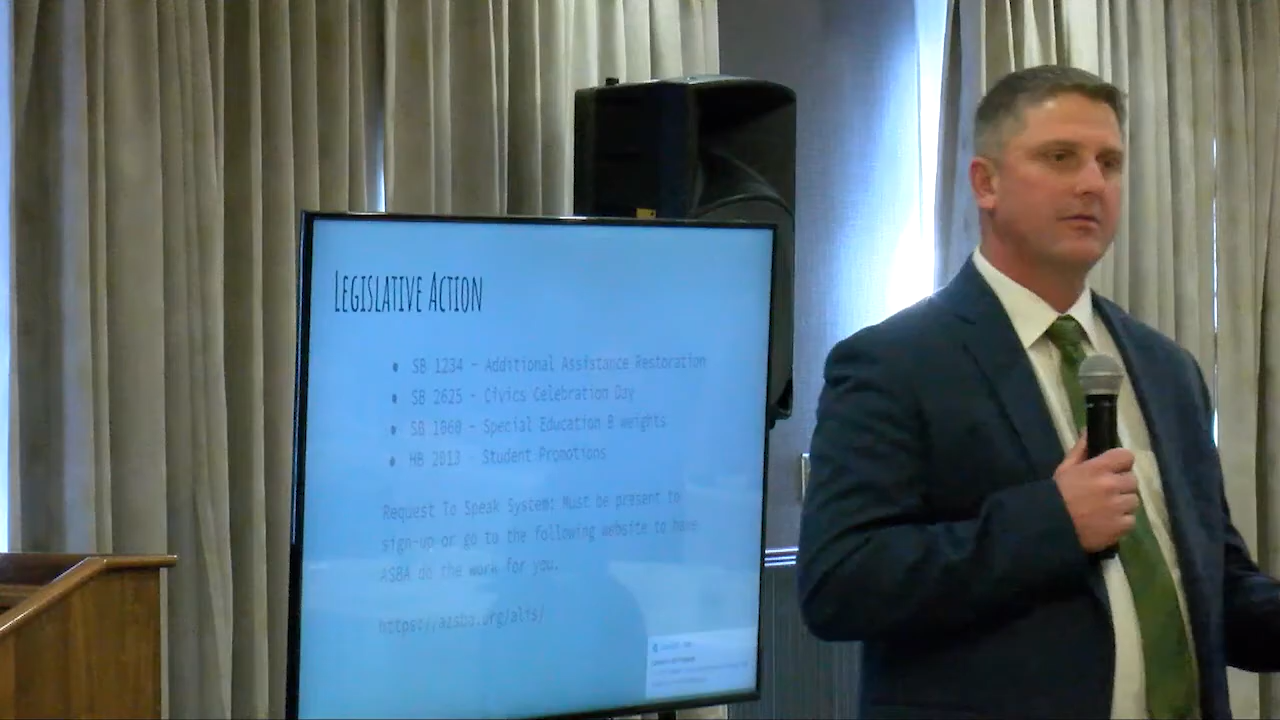 Legislative Action
• SB 1234 - Additional Assistance Restoration
• SB 2625 - Civics Celebration Day
• SB 1060 - Special Education B weights
• HB 2013 - Student Promotions
Request To Speak System: Must be present to
sign-up or go to the following website to have
ASBA do the work for you.
https://azsba.org/alis/